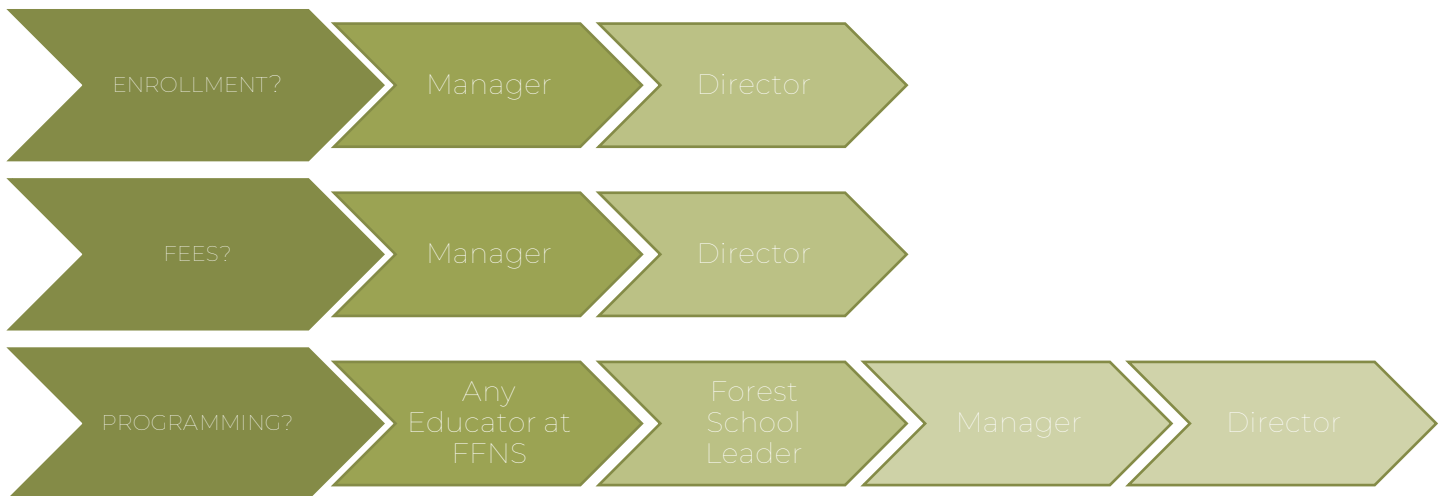 ENROLLMENT?
Manager
Director
FEES?
Manager
Director
PROGRAMMING?
Any
Educator at
FFNS
Forest
School
Leader
Manager
Director